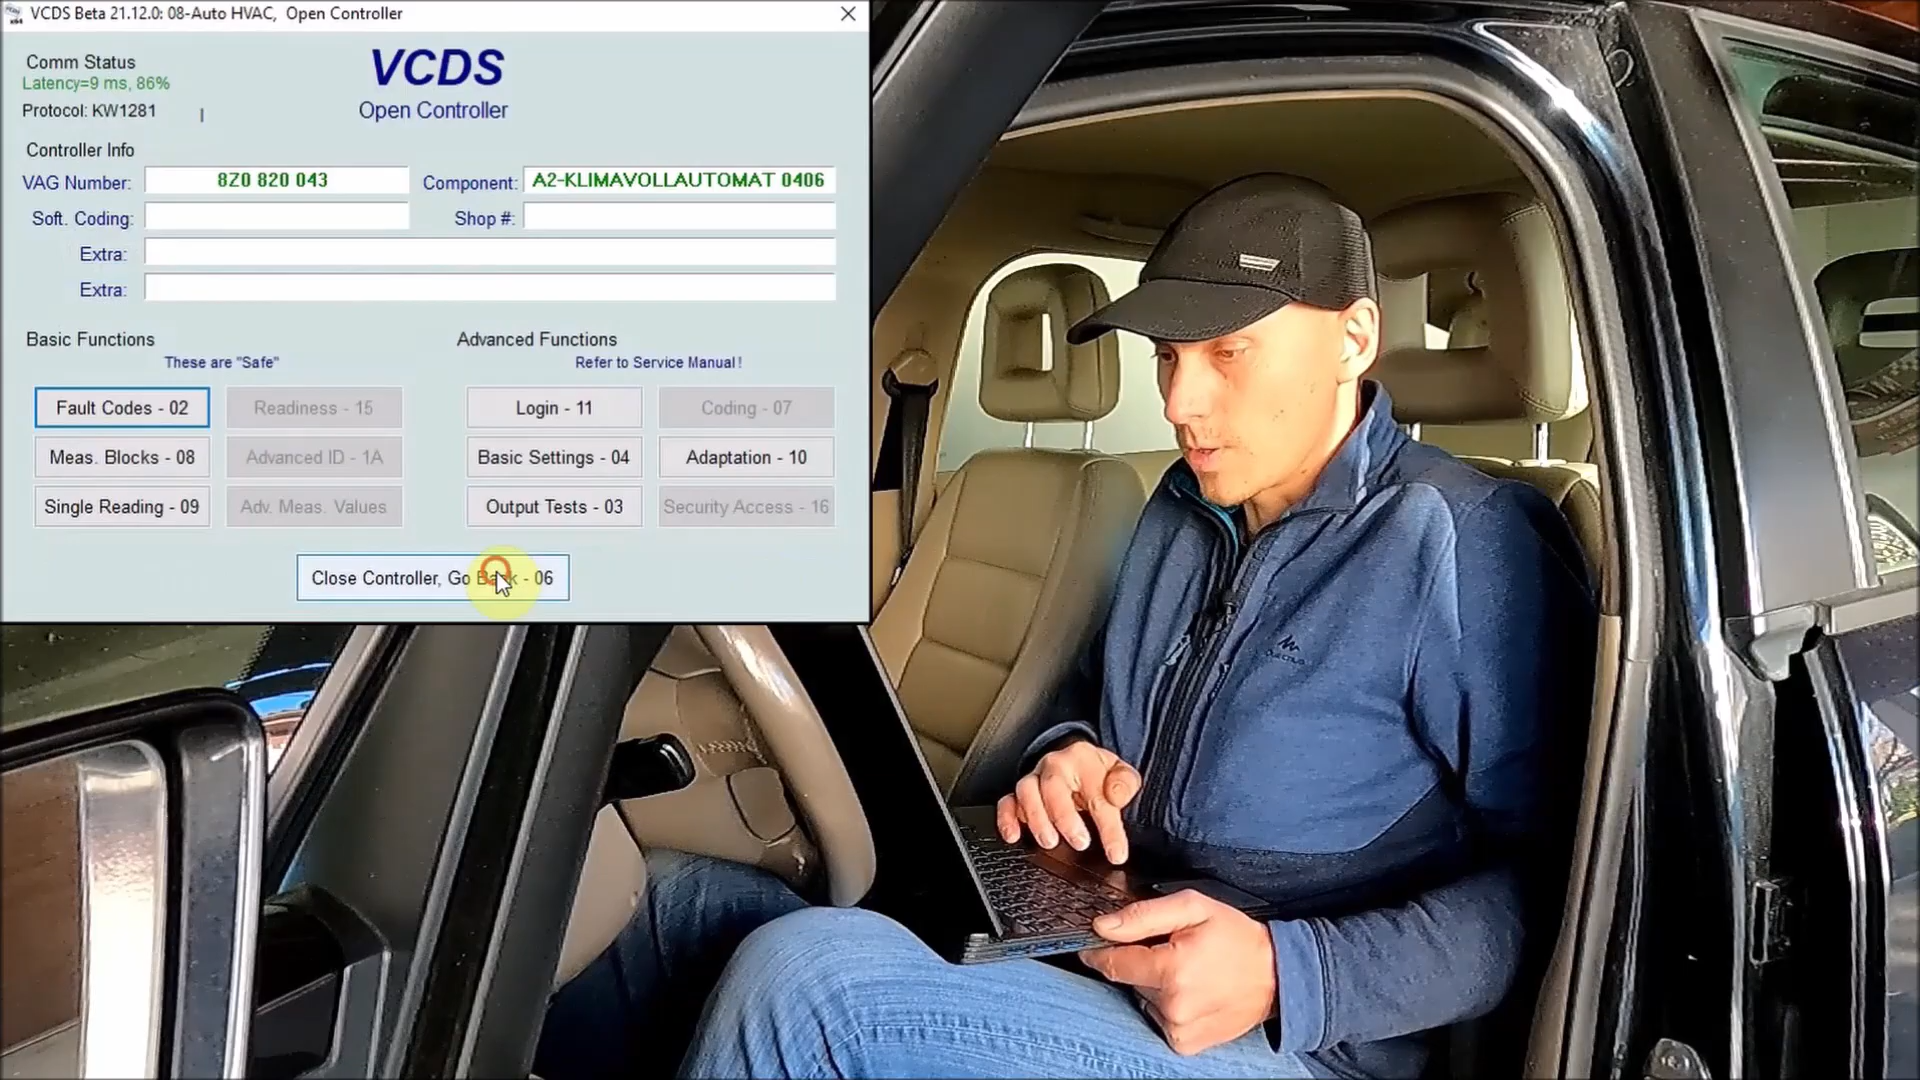 VCDS Beta 21.12.0: 08-Auto HVAC, Open Controller
Comm Status
Latency=9 ms, 86%
Protocol: KW1281 |
VCDS
Open Controller
Controller Info
VAG Number: 8Z0 820 043 Component: A2-KLIMAVOLLAUTOMAT 0406
Soft. Coding: Shop #:
Extra:
Extra:
Basic Functions Advanced Functions
These are "Safe" Refer to Service Manual!
Fault Codes - 02 Readiness - 15 Login - 11 Coding - 07
Meas. Blocks - 08 Advanced ID - 1A Basic Settings - 04 Adaptation - 10
Single Reading - 09 Adv. Meas. Values Output Tests - 03 Security Access - 16
Close Controller, Go Back - 06